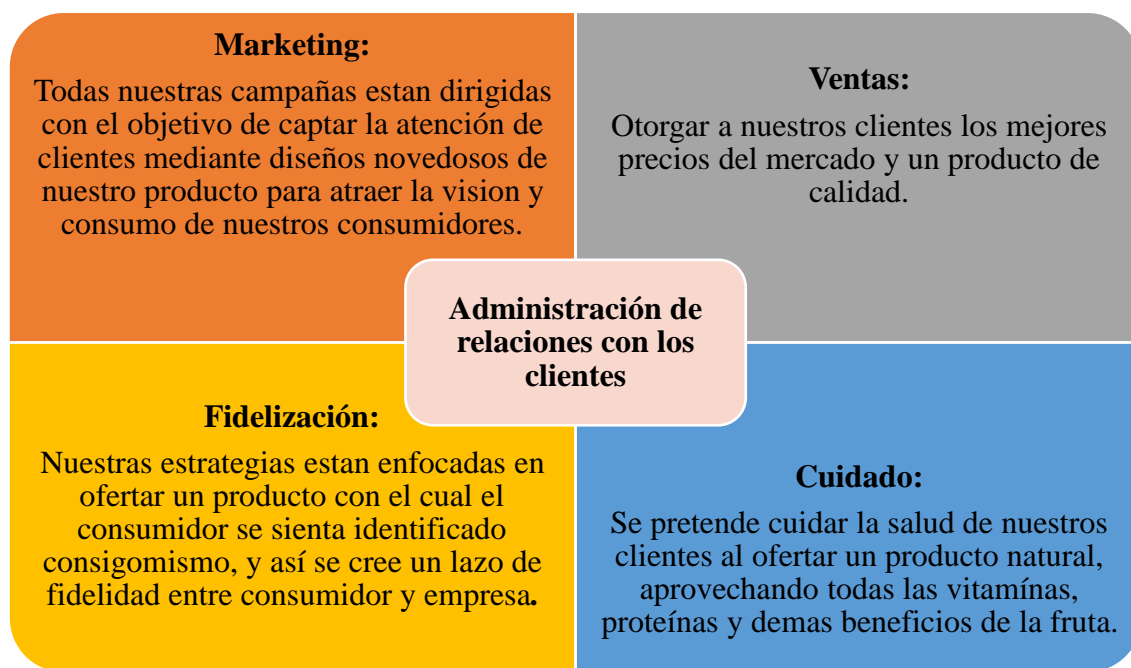 Marketing:
Todas nuestras campañas estan dirigidas
con el objetivo de captar la atención de
clientes mediante diseños novedosos de
nuestro producto para atraer la vision y
consumo de nuestros consumidores.
Ventas:
Otorgar a nuestros clientes los mejores
precios del mercado y un producto de
calidad.
Administración de
relaciones con los
clientes
Fidelización:
Nuestras estrategias estan enfocadas en
ofertar un producto con el cual el
consumidor se sienta identificado
consigomismo, y así se cree un lazo de
fidelidad entre consumidor y empresa.
Cuidado:
Se pretende cuidar la salud de nuestros
clientes al ofertar un producto natural,
aprovechando todas las vitamínas,
proteínas y demas beneficios de la fruta.